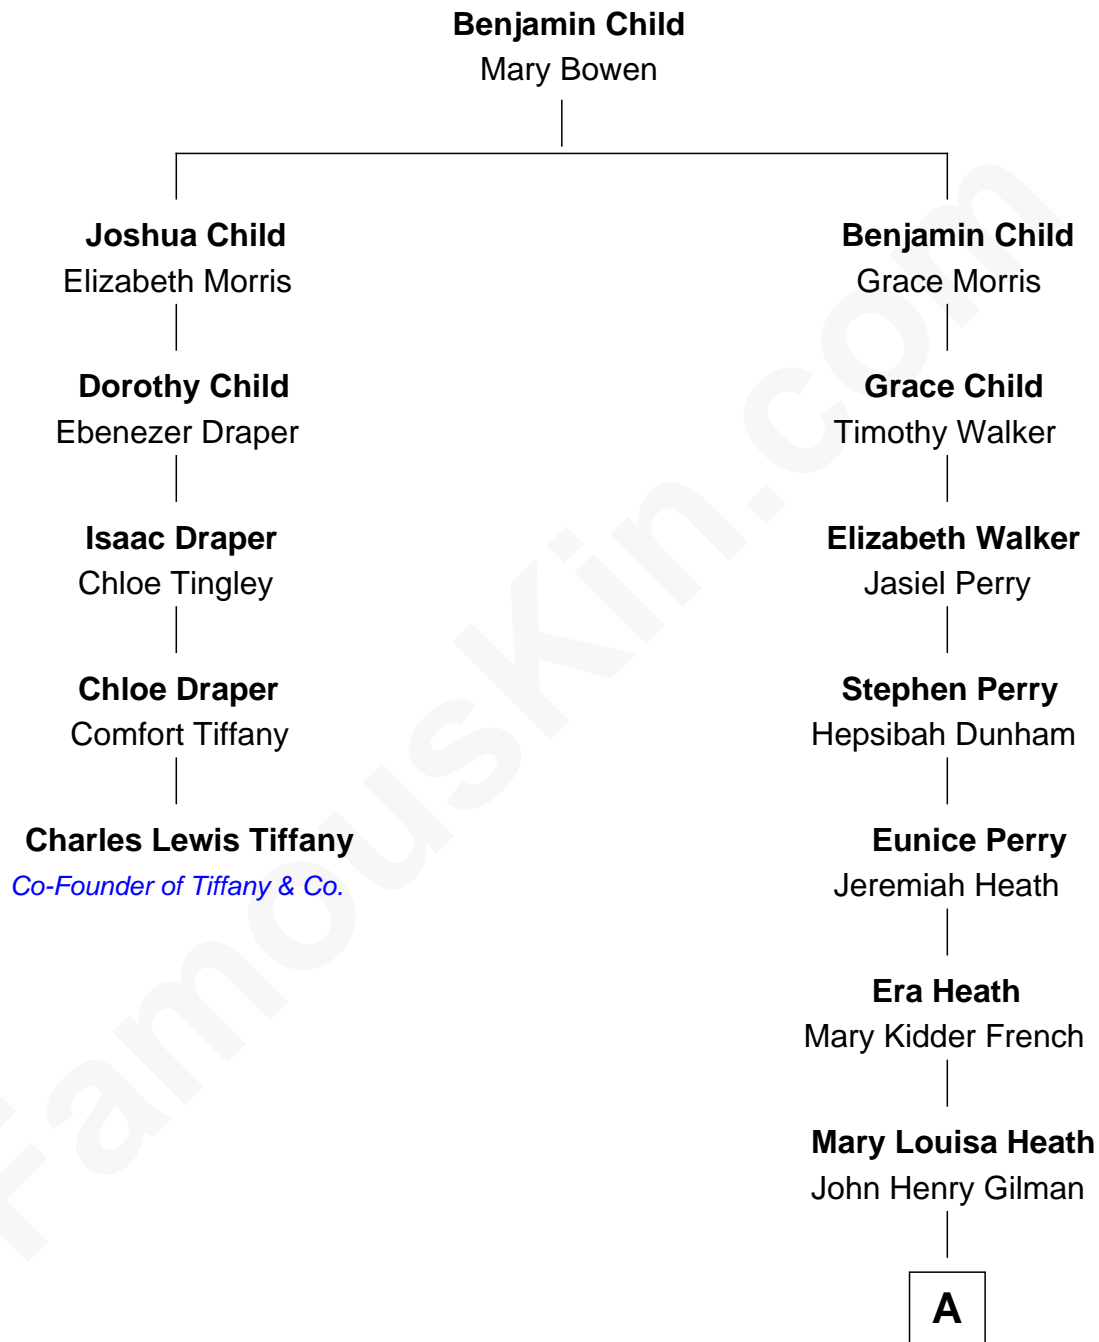 Benjamin Child
Mary Bowen
Joshua Child
Elizabeth Morris
Dorothy Child
Ebenezer Draper
Isaac Draper
Chloe Tingley
Chloe Draper
Comfort Tiffany
Charles Lewis Tiffany
Co-Founder of Tiffany & Co.
Benjamin Child
Grace Morris
Grace Child
Timothy Walker
Elizabeth Walker
Jasiel Perry
Stephen Perry
Hepsibah Dunham
Eunice Perry
Jeremiah Heath
Era Heath
Mary Kidder French
Mary Louisa Heath
John Henry Gilman
A
FamousKin.com